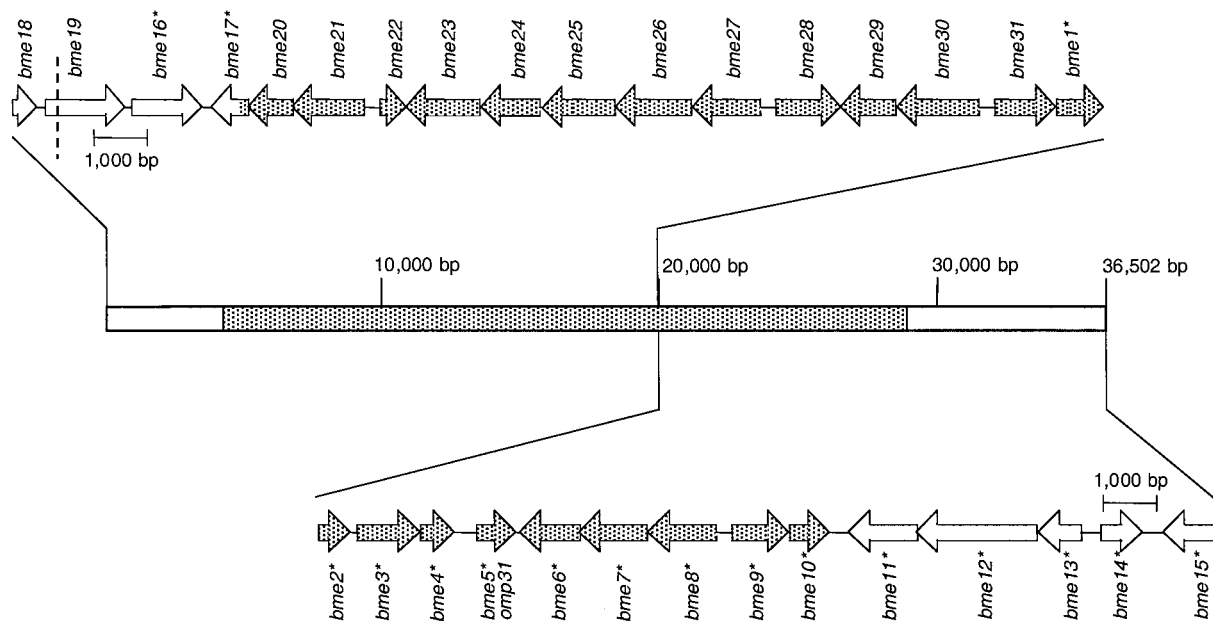 bme18
bme19
bme16*
bme17*
bme20
bme21
bme22
bme23
bme24
bme25
bme26
bme27
bme28
bme29
bme30
bme31
bme1*
1,000 bp
10,000 bp
20,000 bp
30,000 bp
36,502 bp
1,000 bp
bme2*
bme3*
bme4*
bme5*
omp31
bme6*
bme7*
bme8*
bme9*
bme10*
bme11*
bme12*
bme13*
bme14*
bme15*